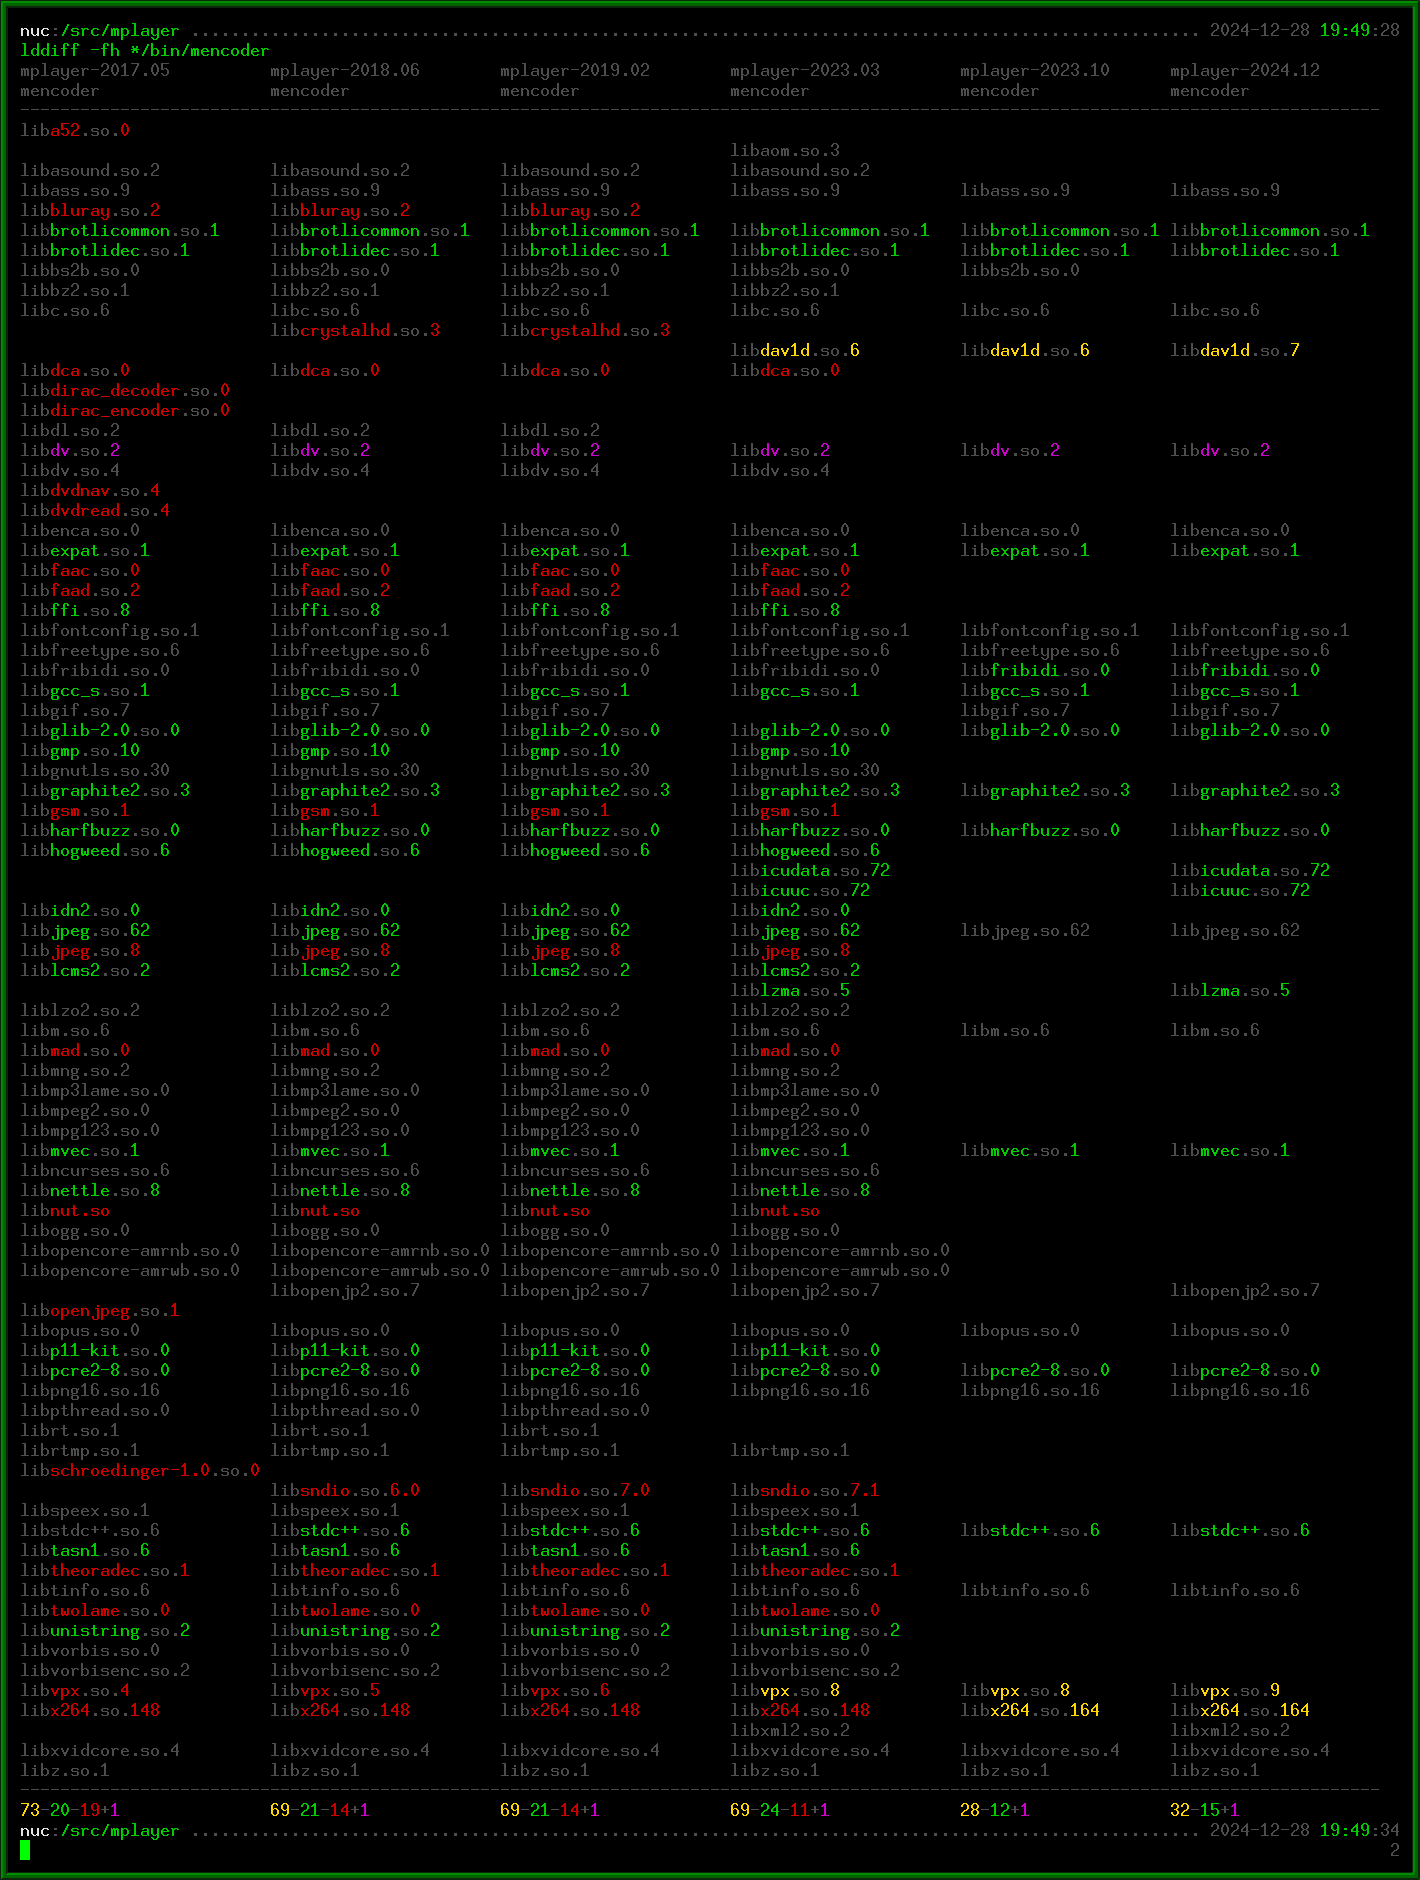 nuc:/src/mplayer ..................................................................................................... 2024-12-28 19:49:28
lddiff -fh */bin/mencoder
mplayer-2017.05 mplayer-2018.06 mplayer-2019.02 mplayer-2023.03 mplayer-2023.10 mplayer-2024.12
mencoder mencoder mencoder mencoder mencoder mencoder
----------------------------------------------------------------------------------------------------------------------------------------
liba52.so.0
libaom.so.3
libasound.so.2 libasound.so.2 libasound.so.2 libasound.so.2
libass.so.9 libass.so.9 libass.so.9 libass.so.9 libass.so.9 libass.so.9
libbluray.so.2 libbluray.so.2 libbluray.so.2
libbrotlicommon.so.1 libbrotlicommon.so.1 libbrotlicommon.so.1 libbrotlicommon.so.1 libbrotlicommon.so.1 libbrotlicommon.so.1
libbrotlidec.so.1 libbrotlidec.so.1 libbrotlidec.so.1 libbrotlidec.so.1 libbrotlidec.so.1 libbrotlidec.so.1
libbs2b.so.0 libbs2b.so.0 libbs2b.so.0 libbs2b.so.0 libbs2b.so.0
libbz2.so.1 libbz2.so.1 libbz2.so.1 libbz2.so.1
libc.so.6 libc.so.6 libc.so.6 libc.so.6 libc.so.6 libc.so.6
libcrystalhd.so.3 libcrystalhd.so.3
libdav1d.so.6 libdav1d.so.6 libdav1d.so.7
libdca.so.0 libdca.so.0 libdca.so.0 libdca.so.0
libdirac_decoder.so.0
libdirac_encoder.so.0
libdl.so.2 libdl.so.2 libdl.so.2
libdv.so.2 libdv.so.2 libdv.so.2 libdv.so.2 libdv.so.2 libdv.so.2
libdv.so.4 libdv.so.4 libdv.so.4 libdv.so.4
libdvdnav.so.4
libdvdread.so.4
libenca.so.0 libenca.so.0 libenca.so.0 libenca.so.0 libenca.so.0 libenca.so.0
libexpat.so.1 libexpat.so.1 libexpat.so.1 libexpat.so.1 libexpat.so.1 libexpat.so.1
libfaac.so.0 libfaac.so.0 libfaac.so.0 libfaac.so.0
libfaad.so.2 libfaad.so.2 libfaad.so.2 libfaad.so.2
libffi.so.8 libffi.so.8 libffi.so.8 libffi.so.8
libfontconfig.so.1 libfontconfig.so.1 libfontconfig.so.1 libfontconfig.so.1 libfontconfig.so.1 libfontconfig.so.1
libfreetype.so.6 libfreetype.so.6 libfreetype.so.6 libfreetype.so.6 libfreetype.so.6 libfreetype.so.6
libfribidi.so.0 libfribidi.so.0 libfribidi.so.0 libfribidi.so.0 libfribidi.so.0 libfribidi.so.0
libgcc_s.so.1 libgcc_s.so.1 libgcc_s.so.1 libgcc_s.so.1 libgcc_s.so.1 libgcc_s.so.1
libgif.so.7 libgif.so.7 libgif.so.7 libgif.so.7 libgif.so.7
libglib-2.0.so.0 libglib-2.0.so.0 libglib-2.0.so.0 libglib-2.0.so.0 libglib-2.0.so.0 libglib-2.0.so.0
libgmp.so.10 libgmp.so.10 libgmp.so.10 libgmp.so.10
libgnutls.so.30 libgnutls.so.30 libgnutls.so.30 libgnutls.so.30
libgraphite2.so.3 libgraphite2.so.3 libgraphite2.so.3 libgraphite2.so.3 libgraphite2.so.3 libgraphite2.so.3
libgsm.so.1 libgsm.so.1 libgsm.so.1 libgsm.so.1
libharfbuzz.so.0 libharfbuzz.so.0 libharfbuzz.so.0 libharfbuzz.so.0 libharfbuzz.so.0 libharfbuzz.so.0
libhogweed.so.6 libhogweed.so.6 libhogweed.so.6 libhogweed.so.6
libicudata.so.72 libicudata.so.72
libicuuc.so.72 libicuuc.so.72
libidn2.so.0 libidn2.so.0 libidn2.so.0 libidn2.so.0
libjpeg.so.62 libjpeg.so.62 libjpeg.so.62 libjpeg.so.62 libjpeg.so.62 libjpeg.so.62
libjpeg.so.8 libjpeg.so.8 libjpeg.so.8 libjpeg.so.8
liblcms2.so.2 liblcms2.so.2 liblcms2.so.2 liblcms2.so.2
liblzma.so.5 liblzma.so.5
liblzo2.so.2 liblzo2.so.2 liblzo2.so.2 liblzo2.so.2
libm.so.6 libm.so.6 libm.so.6 libm.so.6 libm.so.6 libm.so.6
libmad.so.0 libmad.so.0 libmad.so.0 libmad.so.0
libmng.so.2 libmng.so.2 libmng.so.2 libmng.so.2
libmp3lame.so.0 libmp3lame.so.0 libmp3lame.so.0 libmp3lame.so.0
libmpeg2.so.0 libmpeg2.so.0 libmpeg2.so.0 libmpeg2.so.0
libmpg123.so.0 libmpg123.so.0 libmpg123.so.0 libmpg123.so.0
libmvec.so.1 libmvec.so.1 libmvec.so.1 libmvec.so.1 libmvec.so.1 libmvec.so.1
libncurses.so.6 libncurses.so.6 libncurses.so.6 libncurses.so.6
libnettle.so.8 libnettle.so.8 libnettle.so.8 libnettle.so.8
libnut.so libnut.so libnut.so libnut.so
libogg.so.0 libogg.so.0 libogg.so.0 libogg.so.0
libopencore-amrnb.so.0 libopencore-amrnb.so.0 libopencore-amrnb.so.0 libopencore-amrnb.so.0
libopencore-amrwb.so.0 libopencore-amrwb.so.0 libopencore-amrwb.so.0 libopencore-amrwb.so.0
libopenjp2.so.7 libopenjp2.so.7 libopenjp2.so.7 libopenjp2.so.7
libopenjpeg.so.1
libopus.so.0 libopus.so.0 libopus.so.0 libopus.so.0 libopus.so.0 libopus.so.0
libp11-kit.so.0 libp11-kit.so.0 libp11-kit.so.0 libp11-kit.so.0
libpcre2-8.so.0 libpcre2-8.so.0 libpcre2-8.so.0 libpcre2-8.so.0 libpcre2-8.so.0 libpcre2-8.so.0
libpng16.so.16 libpng16.so.16 libpng16.so.16 libpng16.so.16 libpng16.so.16 libpng16.so.16
libpthread.so.0 libpthread.so.0 libpthread.so.0
librt.so.1 librt.so.1 librt.so.1
librtmp.so.1 librtmp.so.1 librtmp.so.1 librtmp.so.1
libschroedinger-1.0.so.0
libsndio.so.6.0 libsndio.so.7.0 libsndio.so.7.1
libspeex.so.1 libspeex.so.1 libspeex.so.1 libspeex.so.1
libstdc++.so.6 libstdc++.so.6 libstdc++.so.6 libstdc++.so.6 libstdc++.so.6 libstdc++.so.6
libtasn1.so.6 libtasn1.so.6 libtasn1.so.6 libtasn1.so.6
libtheoradec.so.1 libtheoradec.so.1 libtheoradec.so.1 libtheoradec.so.1
libtinfo.so.6 libtinfo.so.6 libtinfo.so.6 libtinfo.so.6 libtinfo.so.6 libtinfo.so.6
libtwolame.so.0 libtwolame.so.0 libtwolame.so.0 libtwolame.so.0
libunistring.so.2 libunistring.so.2 libunistring.so.2 libunistring.so.2
libvorbis.so.0 libvorbis.so.0 libvorbis.so.0 libvorbis.so.0
libvorbisenc.so.2 libvorbisenc.so.2 libvorbisenc.so.2 libvorbisenc.so.2
libvpx.so.4 libvpx.so.5 libvpx.so.6 libvpx.so.8 libvpx.so.8 libvpx.so.9
libx264.so.148 libx264.so.148 libx264.so.148 libx264.so.148 libx264.so.164 libx264.so.164
libxml2.so.2 libxml2.so.2
libxvidcore.so.4 libxvidcore.so.4 libxvidcore.so.4 libxvidcore.so.4 libxvidcore.so.4 libxvidcore.so.4
libz.so.1 libz.so.1 libz.so.1 libz.so.1 libz.so.1 libz.so.1
----------------------------------------------------------------------------------------------------------------------------------------
73-20-19+1 69-21-14+1 69-21-14+1 69-24-11+1 28-12+1 32-15+1
nuc:/src/mplayer ..................................................................................................... 2024-12-28 19:49:34
2